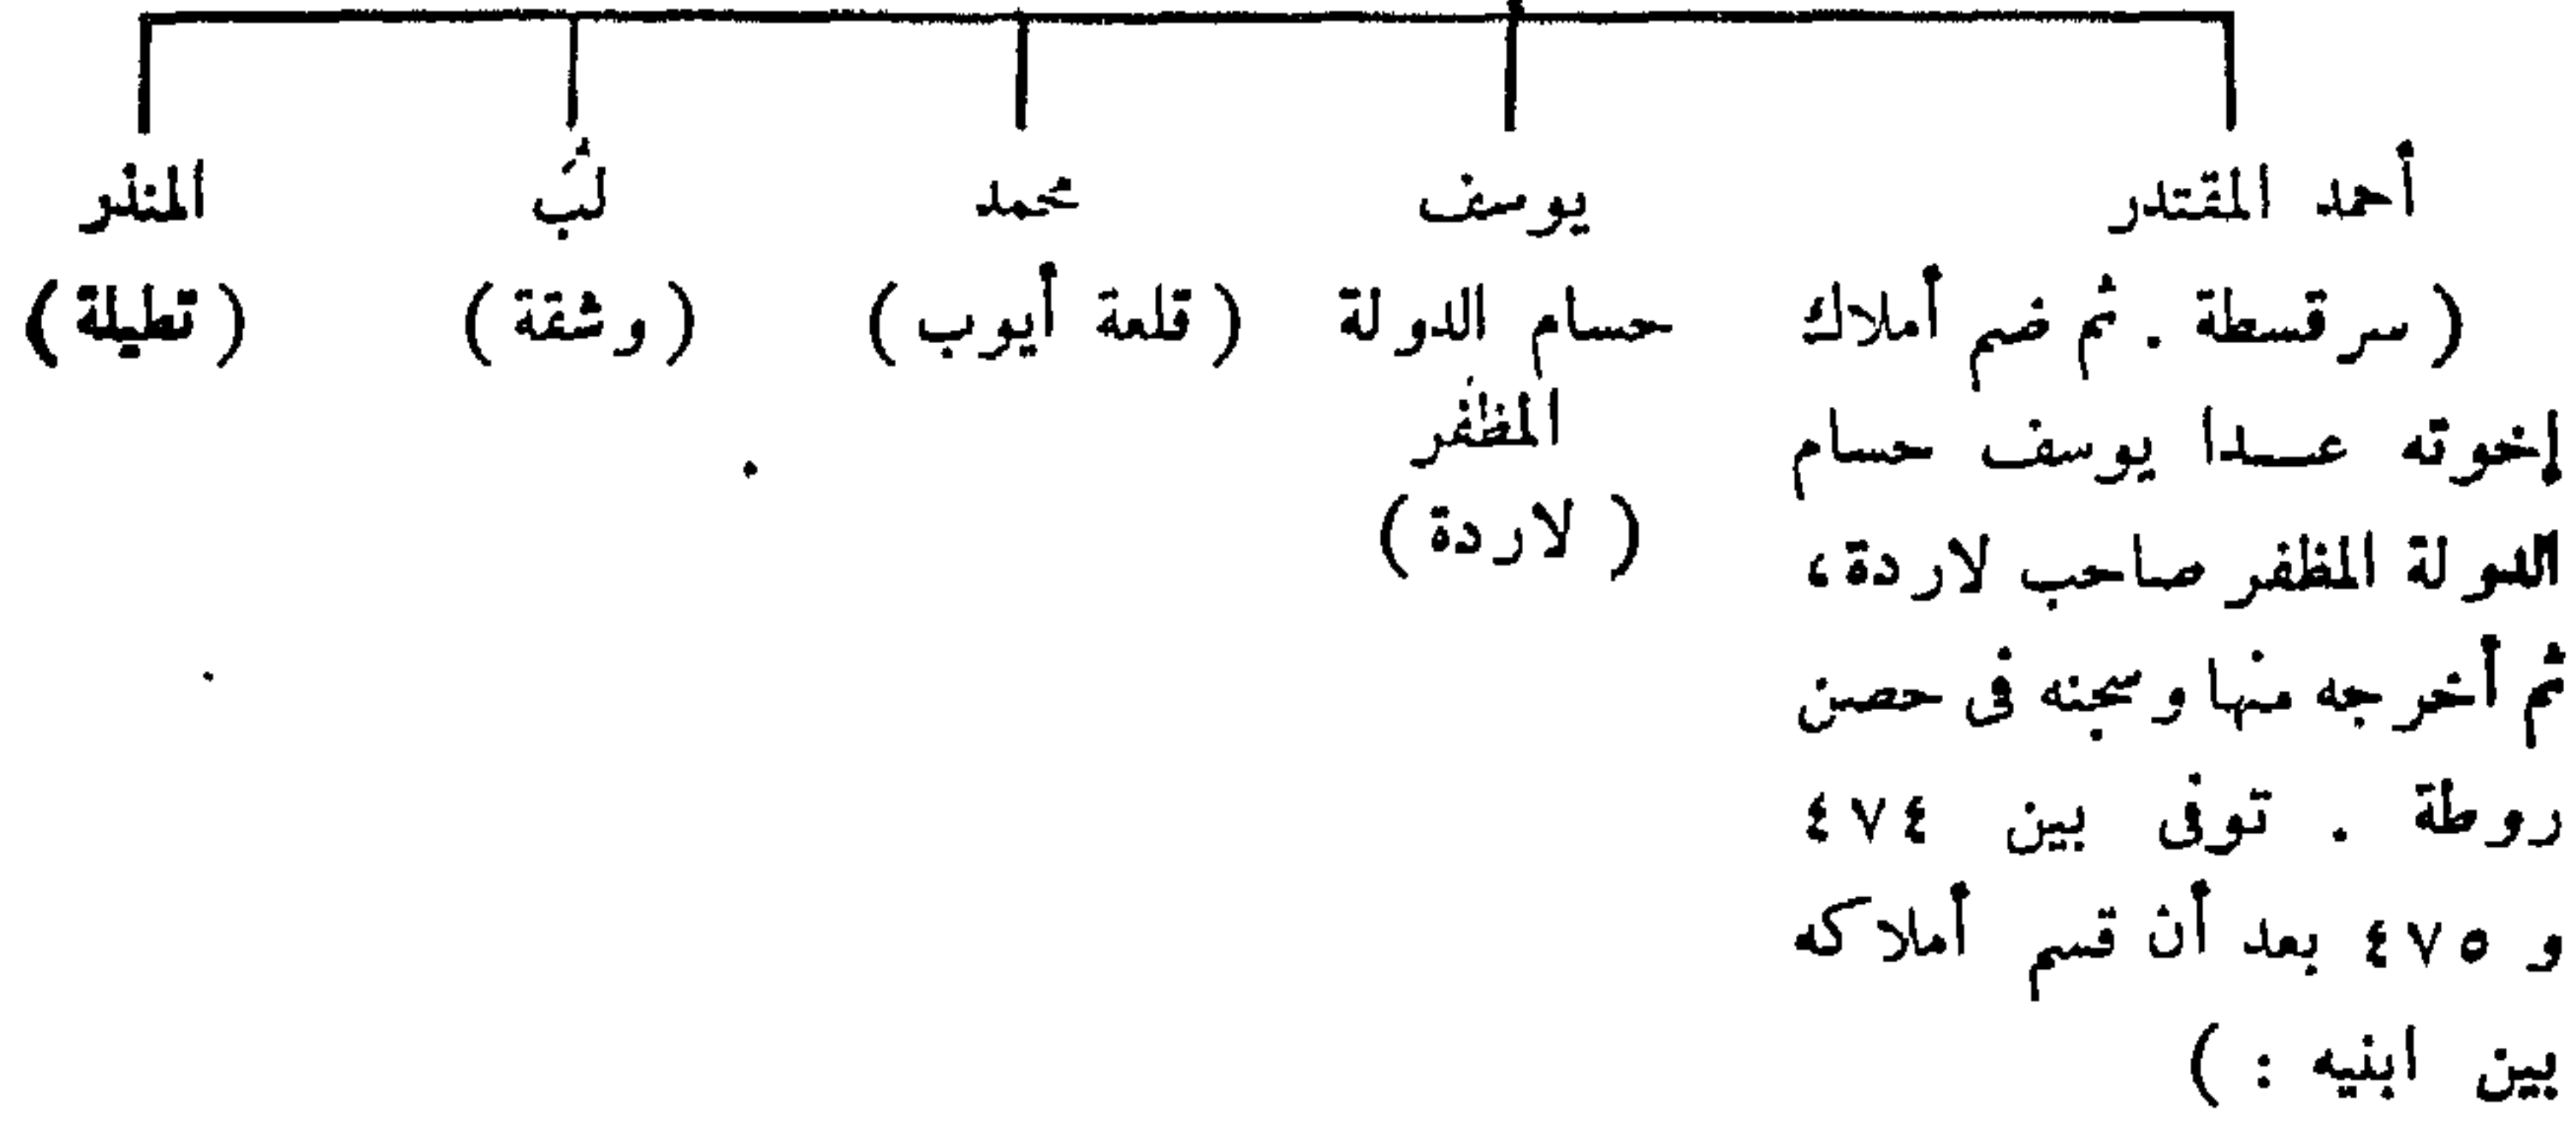 أحمد المقتدر
(سرقسطة . ثم ضم أملاك
إخوته عدا يوسف حسام
الدولة المظفر صاحب لاردة،
ثم أخرجه منها وسجنه فى حصن
روطة . توفى بين ٤٧٤
و ٤٧٥ بعد أن قسم أملاكه
بين ابنيه : )
يوسف
حسام الدولة
المظفر
(لاردة)
محمد
(قلعة أيوب)
لُب
(وشقة)
المنذر
(تطيلة)